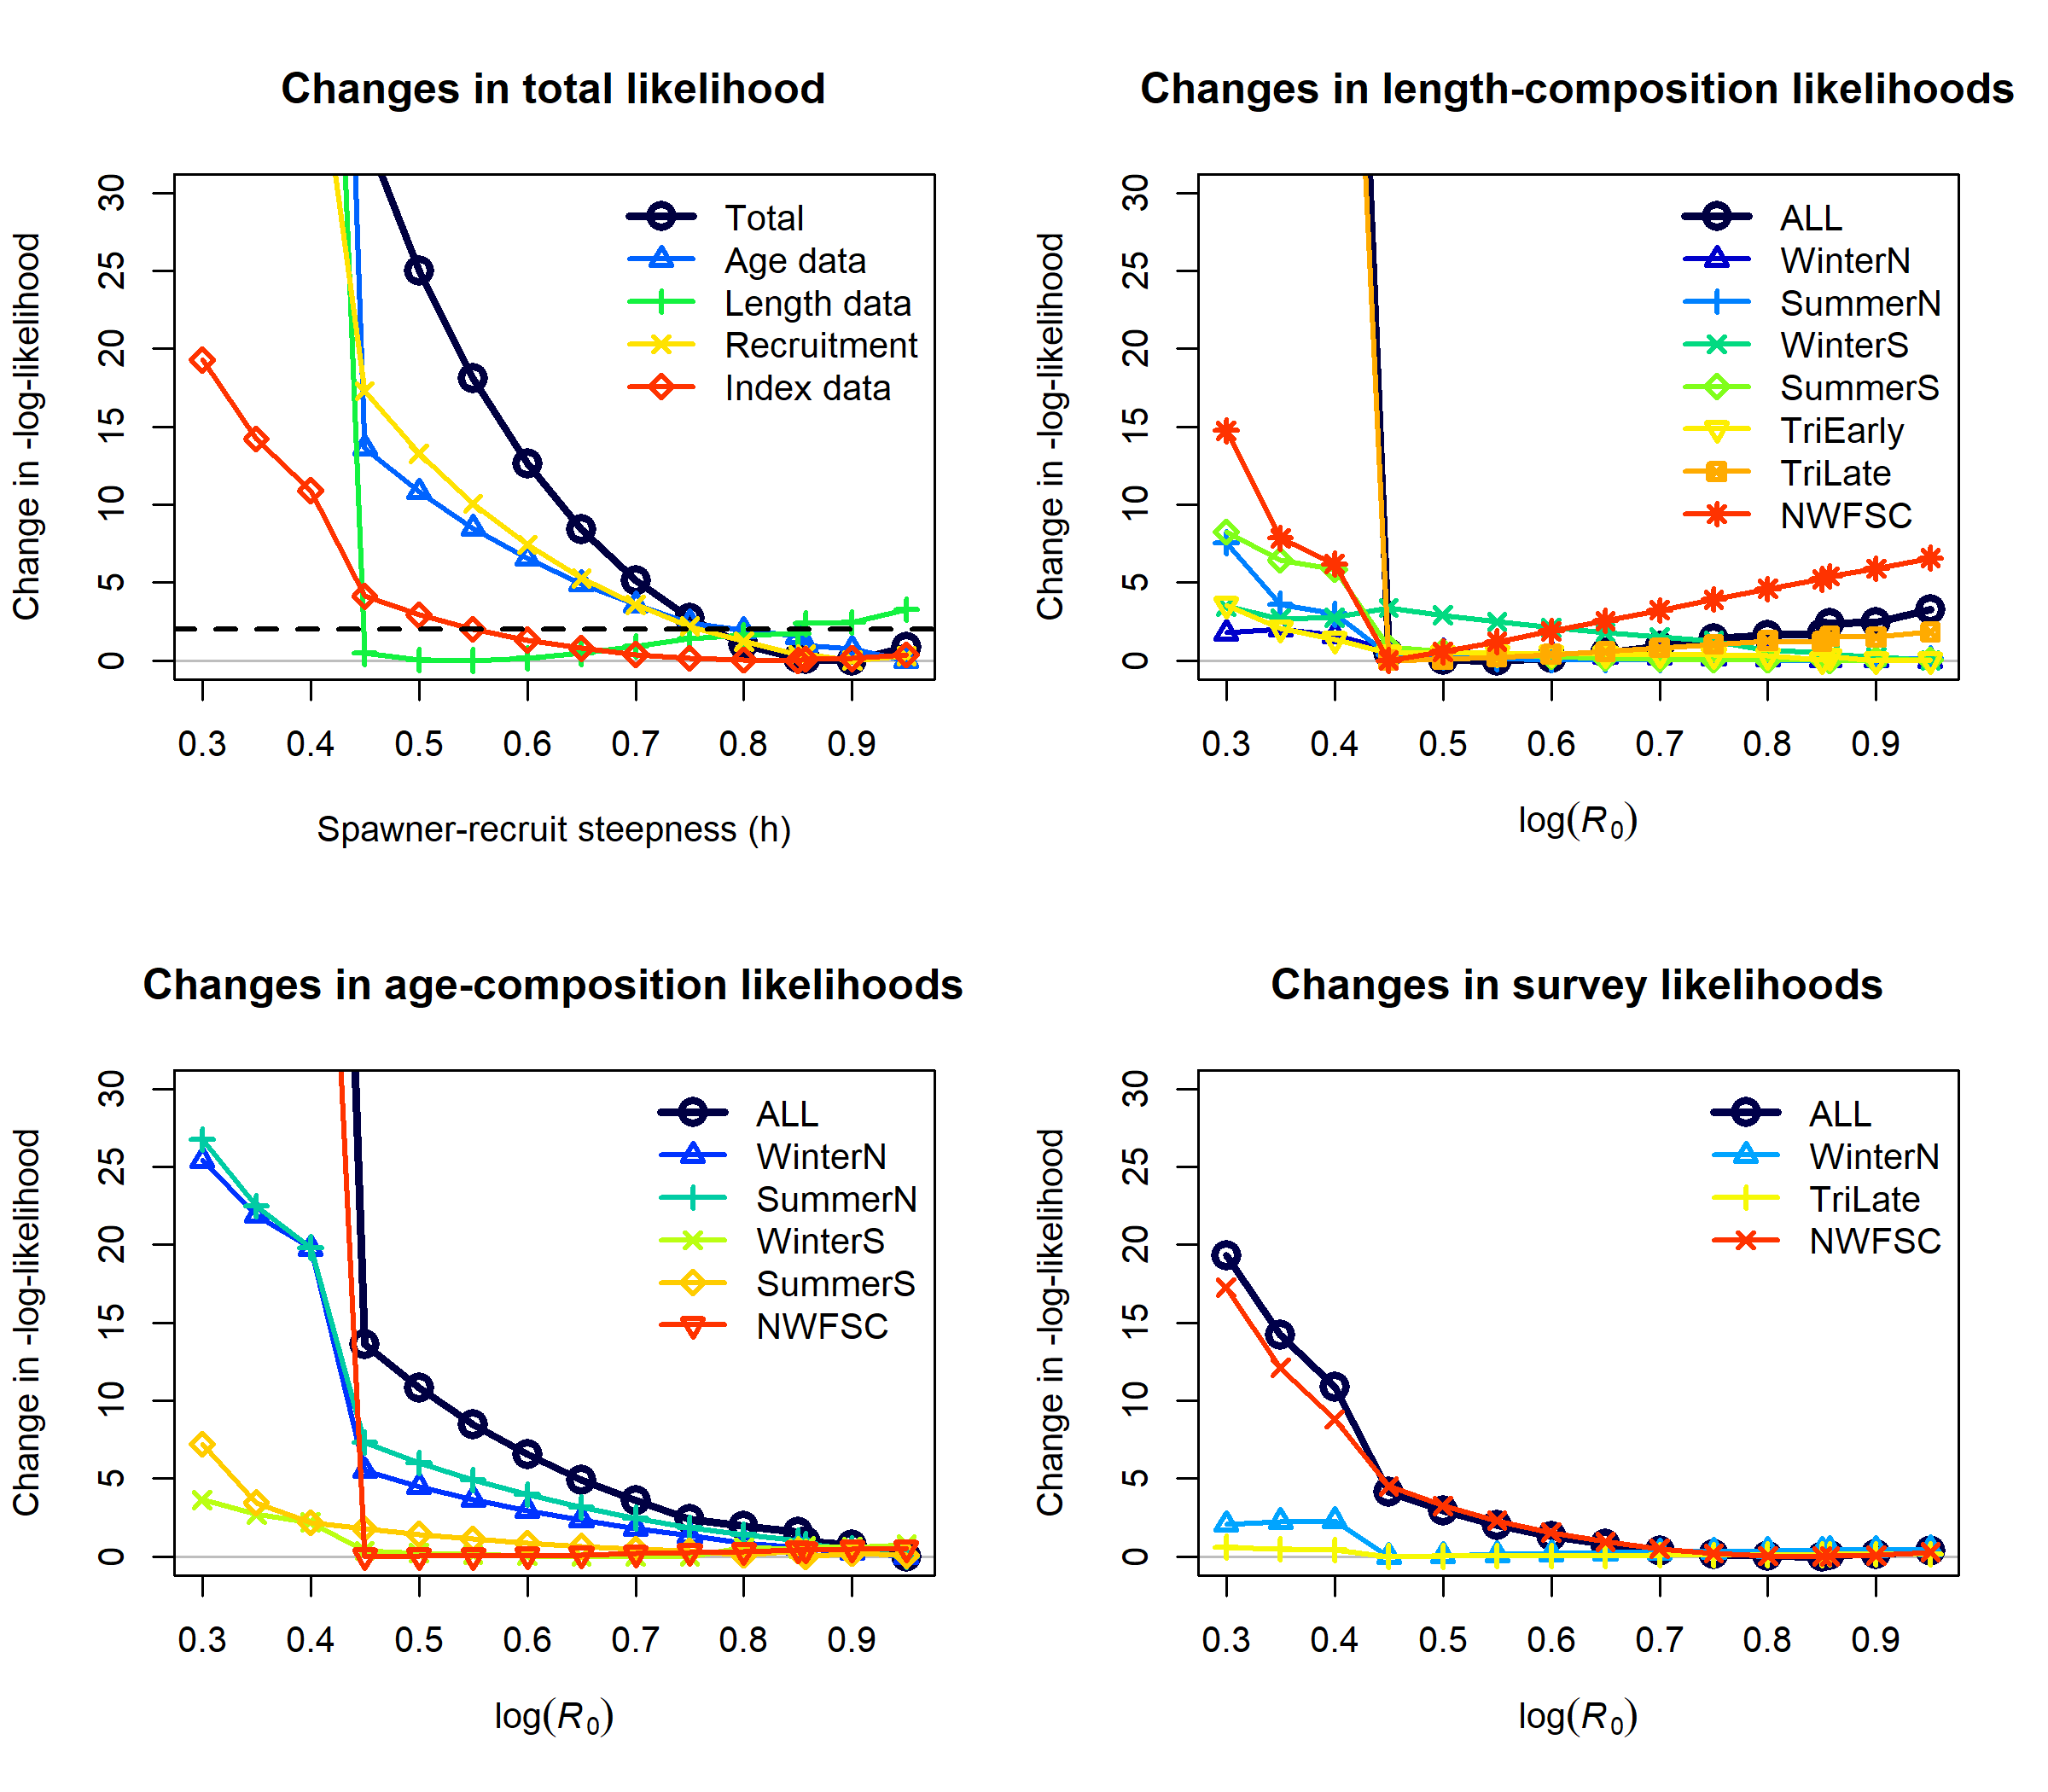 Changes in total likelihood
Change in -log-likelihood
0 5 10 15 20 25 30
Total
Age data
Length data
Recruitment
Index data
0.3 0.4 0.5 0.6 0.7 0.8 0.9
Spawner-recruit steepness (h)
Changes in length-composition likelihoods
Change in -log-likelihood
0 5 10 15 20 25 30
ALL
WinterN
SummerN
WinterS
SummerS
TriEarly
TriLate
NWFSC
0.3 0.4 0.5 0.6 0.7 0.8 0.9
log(R0)
Changes in age-composition likelihoods
Change in -log-likelihood
0 5 10 15 20 25 30
ALL
WinterN
SummerN
WinterS
SummerS
NWFSC
0.3 0.4 0.5 0.6 0.7 0.8 0.9
log(R0)
Changes in survey likelihoods
Change in -log-likelihood
0 5 10 15 20 25 30
ALL
WinterN
TriLate
NWFSC
0.3 0.4 0.5 0.6 0.7 0.8 0.9
log(R0)